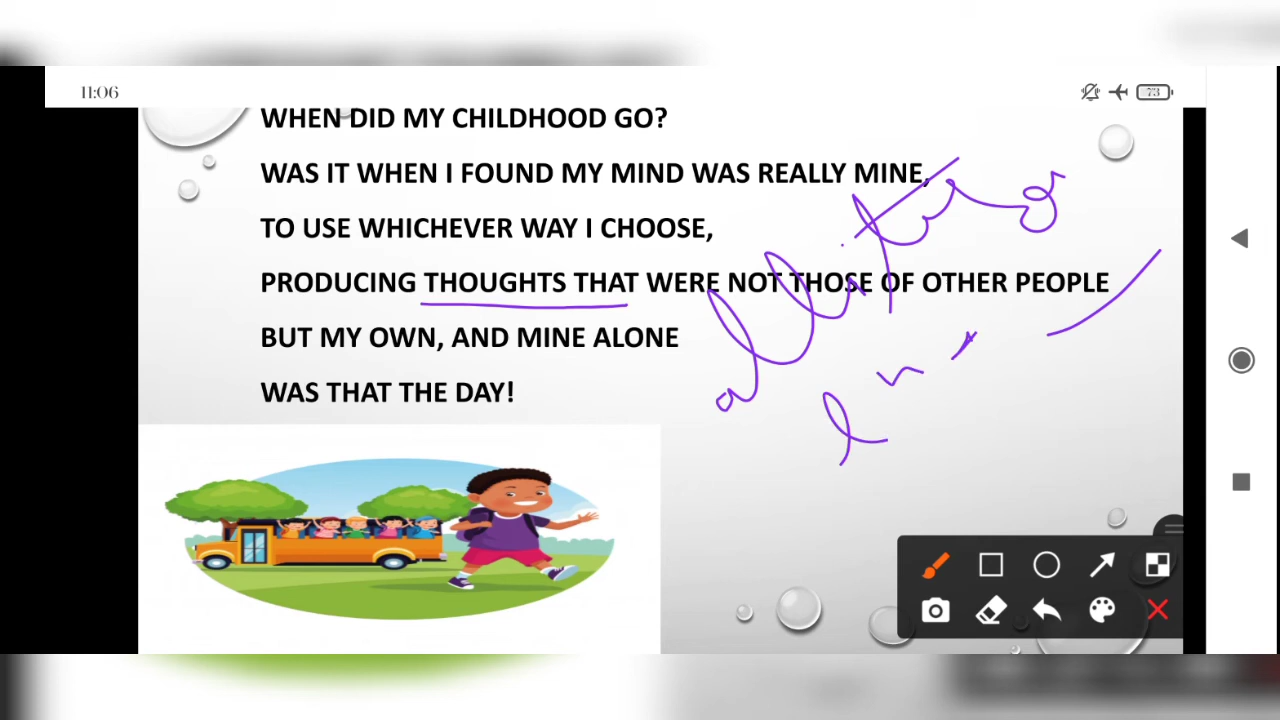 11:06
73
WHEN DID MY CHILDHOOD GO?
WAS IT WHEN I FOUND MY MIND WAS REALLY MINE,
TO USE WHICHEVER WAY I CHOOSE,
PRODUCING THOUGHTS THAT WERE NOT THOSE OF OTHER PEOPLE
BUT MY OWN, AND MINE ALONE
WAS THAT THE DAY!